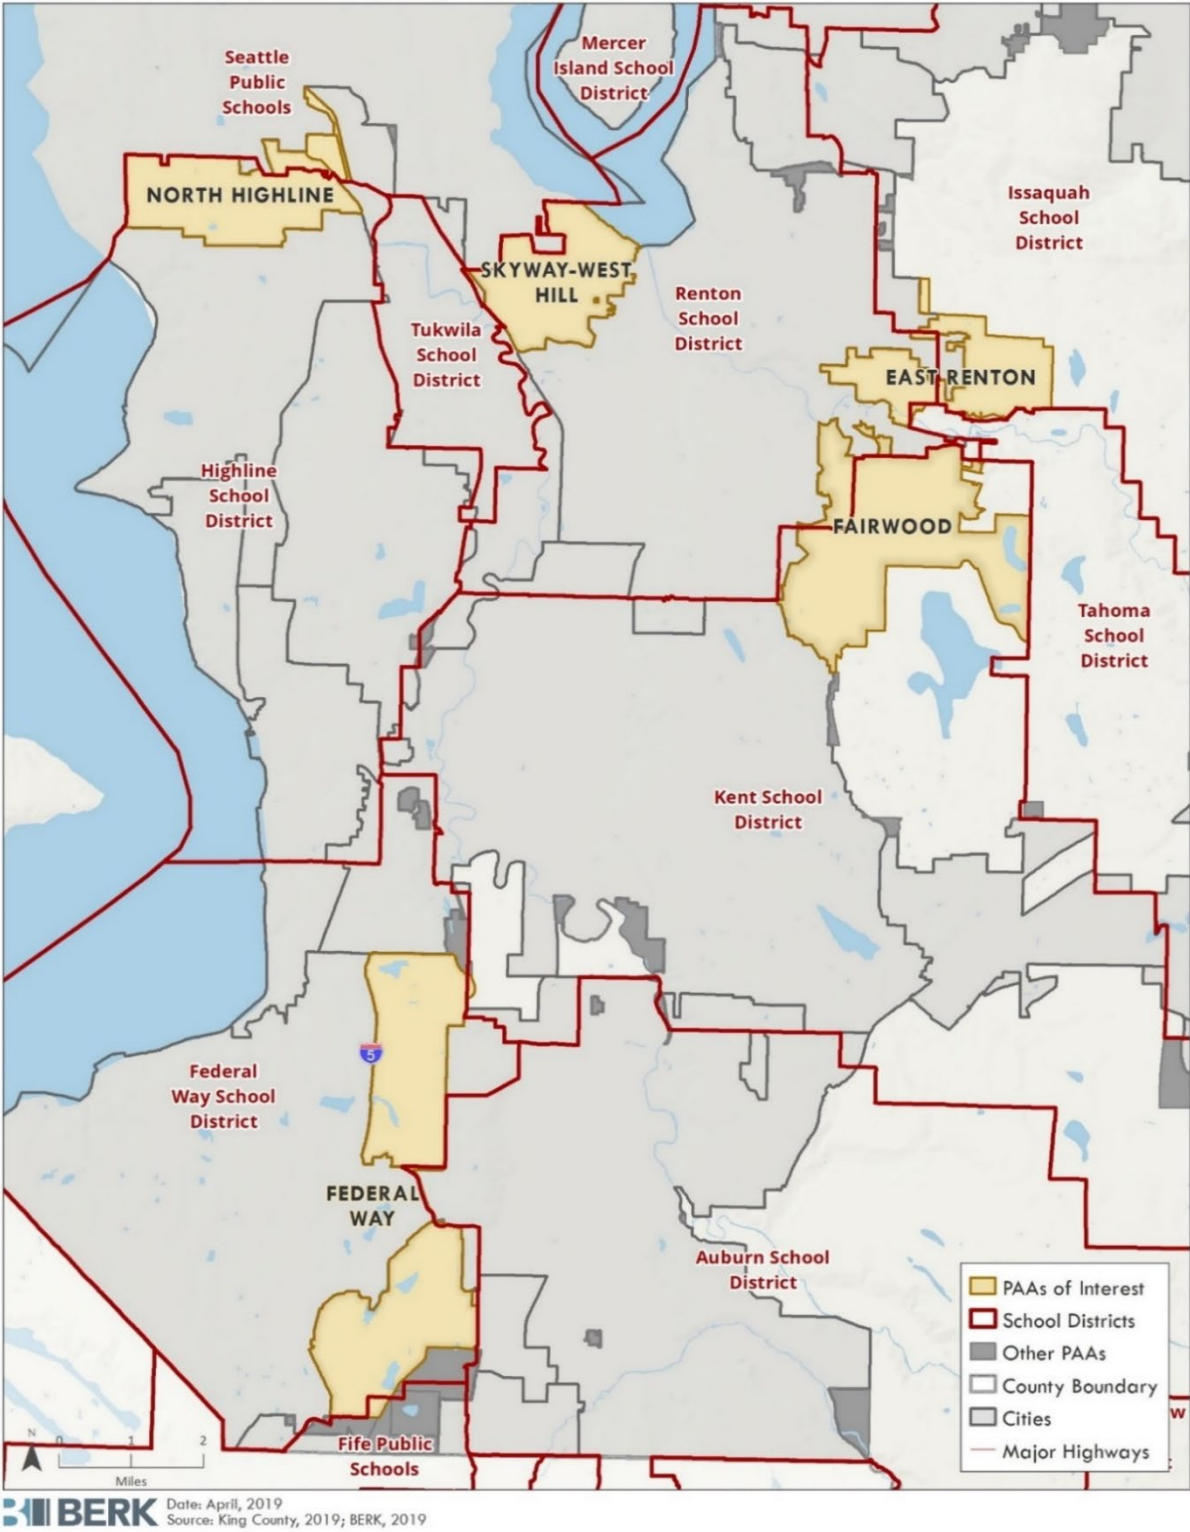 Seattle
Public
Schools
Mercer
Island School
District
NORTH HIGHLINE
Issaquah
School
District
SKYWAY-WEST
HILL
Renton
School
District
Tukwila
School
District
EAST RENTON
Highline
School
District
FAIRWOOD
Tahoma
School
District
Kent School
District
5
Federal
Way School
District
FEDERAL
WAY
Auburn School
District
PAAs of Interest
School Districts
Other PAAs
County Boundary
Cities
Major Highways
W
Fife Public
Schools
N
0 1 2
Miles
BERK
Date: April, 2019
Source: King County, 2019; BERK, 2019